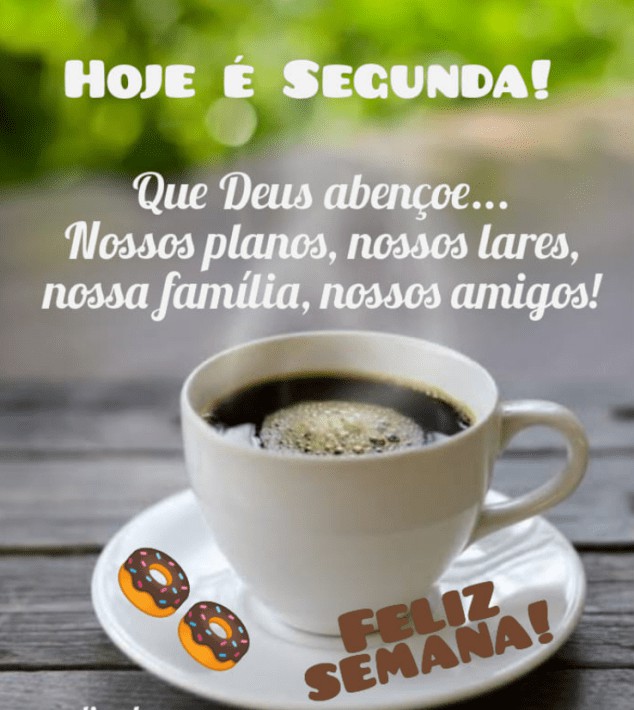 Hoje é Segunda!
Que Deus abençoe...
Nossos planos, nossos lares,
nossa família, nossos amigos!
FELIZ
SEMANA!